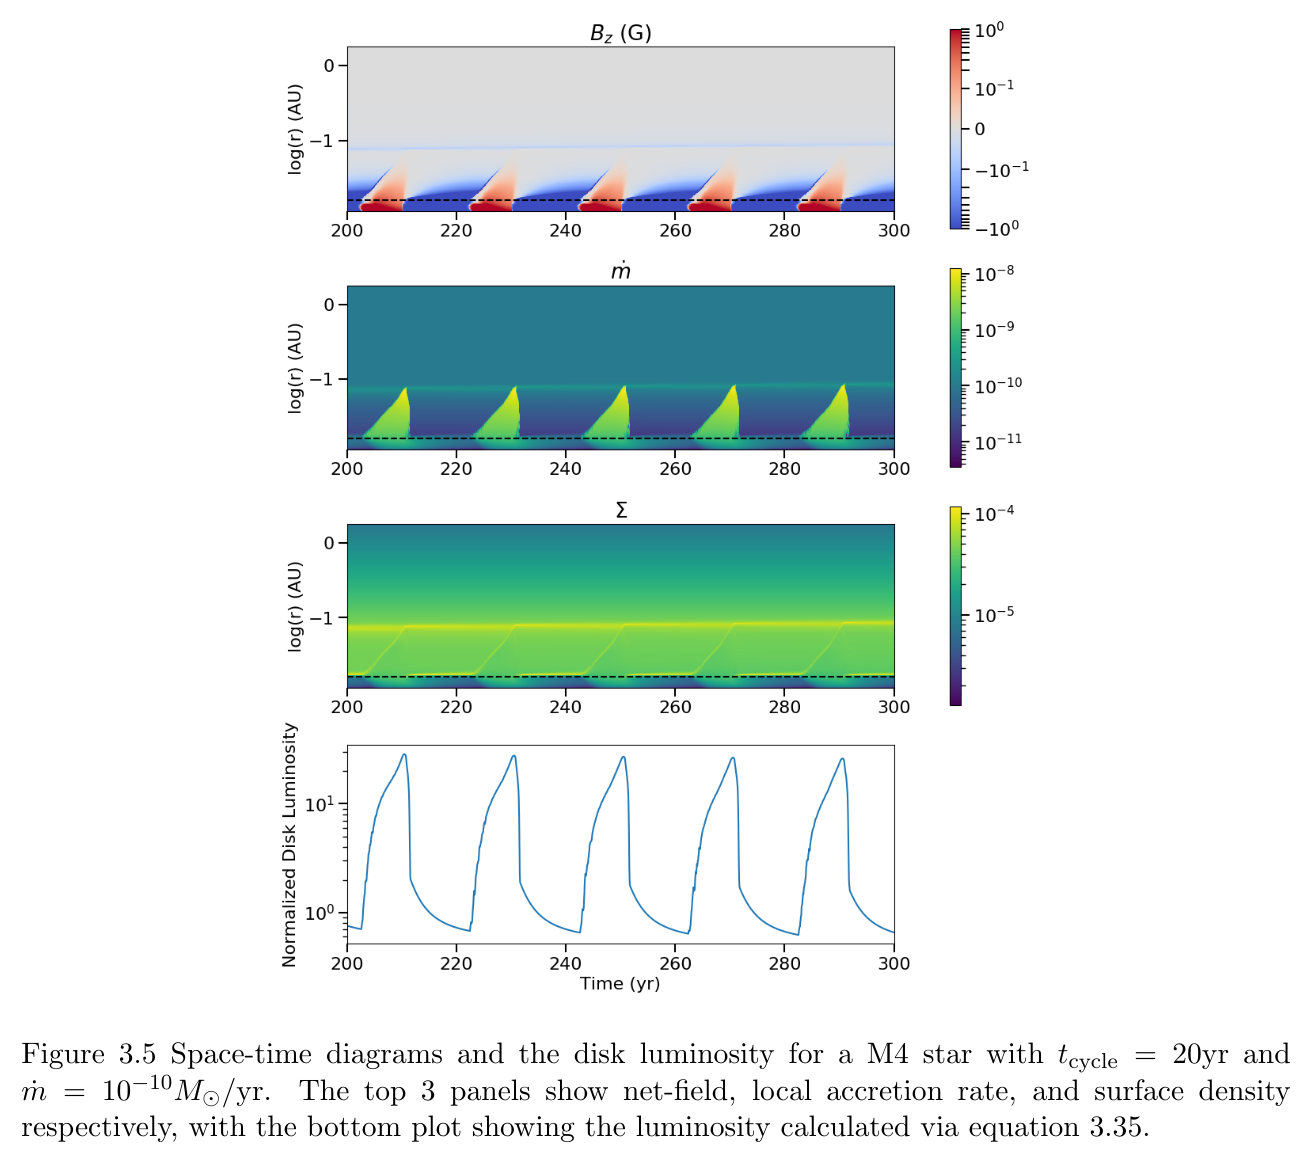 B_z (G)
log(r) (AU)
0
−1
200 220 240 260 280 300
10^0
10^−1
0
−10^−1
−10^0
ṁ
log(r) (AU)
0
−1
200 220 240 260 280 300
10^−8
10^−9
10^−10
10^−11
Σ
log(r) (AU)
0
−1
200 220 240 260 280 300
10^−4
10^−5
Normalized Disk Luminosity
10^1
10^0
200 220 240 260 280 300
Time (yr)
Figure 3.5 Space-time diagrams and the disk luminosity for a M4 star with t_cycle = 20yr and
ṁ = 10^−10 M_⊙/yr. The top 3 panels show net-field, local accretion rate, and surface density
respectively, with the bottom plot showing the luminosity calculated via equation 3.35.